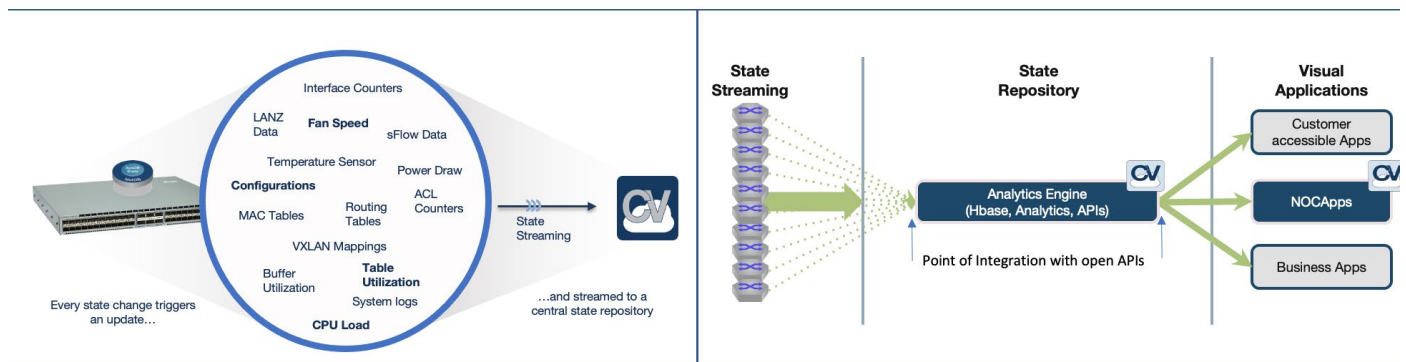 Interface Counters
LANZ
Data
Fan Speed
sFlow Data
Temperature Sensor
Power Draw
Configurations
ACL
Counters
MAC Tables
Routing
Tables
VXLAN Mappings
Buffer
Utilization
Table
Utilization
System logs
CPU Load
Every state change triggers
an update…
State
Streaming
CV
…and streamed to a
central state repository
State
Streaming
State
Repository
Visual
Applications
CV
Analytics Engine
(Hbase, Analytics, APIs)
Point of Integration with open APIs
Customer
accessible Apps
CV
NOCApps
Business Apps